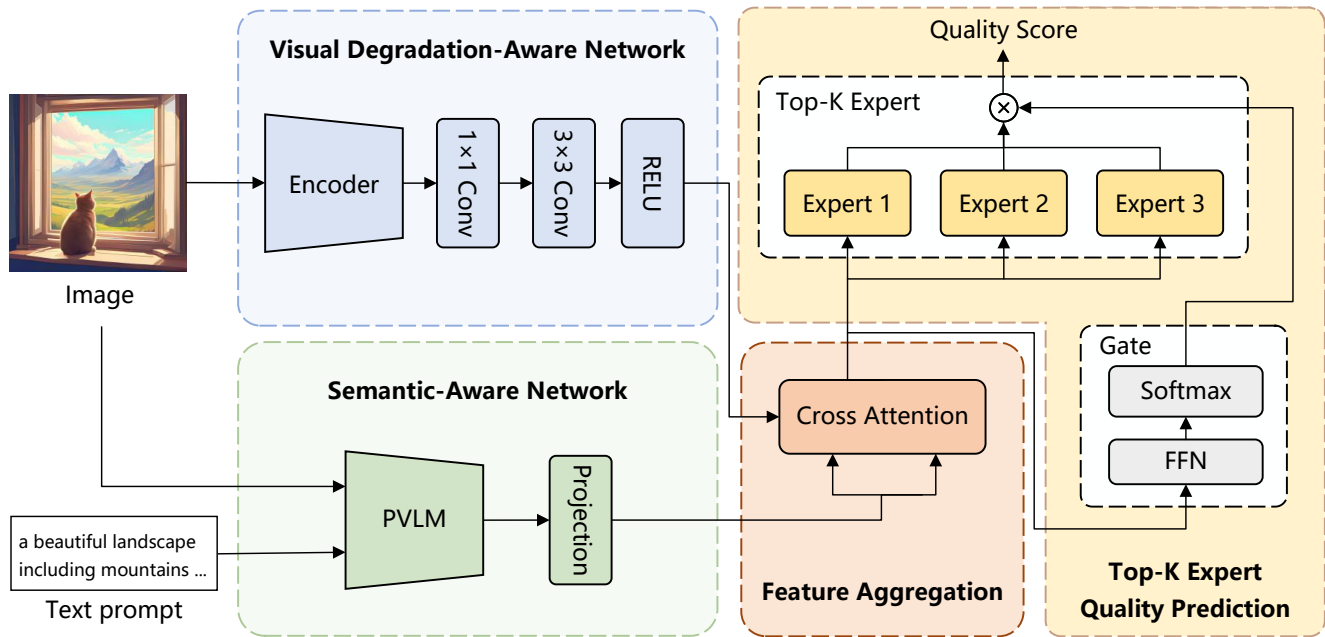 Visual Degradation-Aware Network
Encoder
1×1 Conv
3×3 Conv
RELU
Image
Semantic-Aware Network
PVLM
Projection
a beautiful landscape
including mountains ...
Text prompt
Cross Attention
Feature Aggregation
Quality Score
Top-K Expert
Expert 1
Expert 2
Expert 3
Gate
Softmax
FFN
Top-K Expert
Quality Prediction